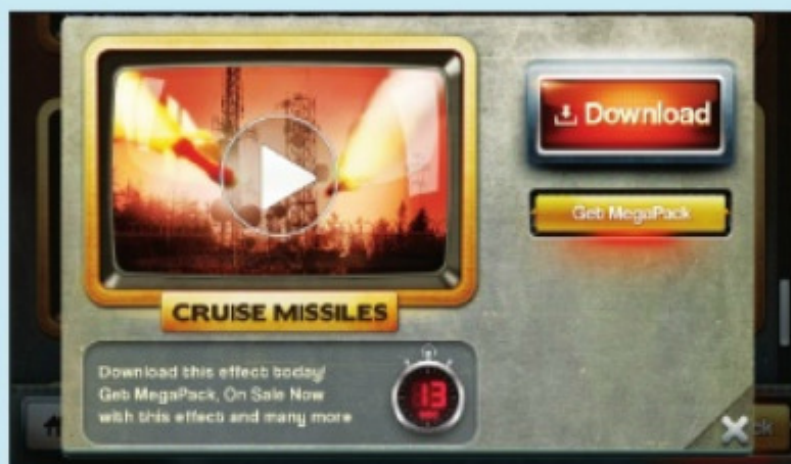 Download
Get MegaPack
CRUISE MISSILES
Download this effect today!
Get MegaPack, On Sale Now
with this effect and many more
13